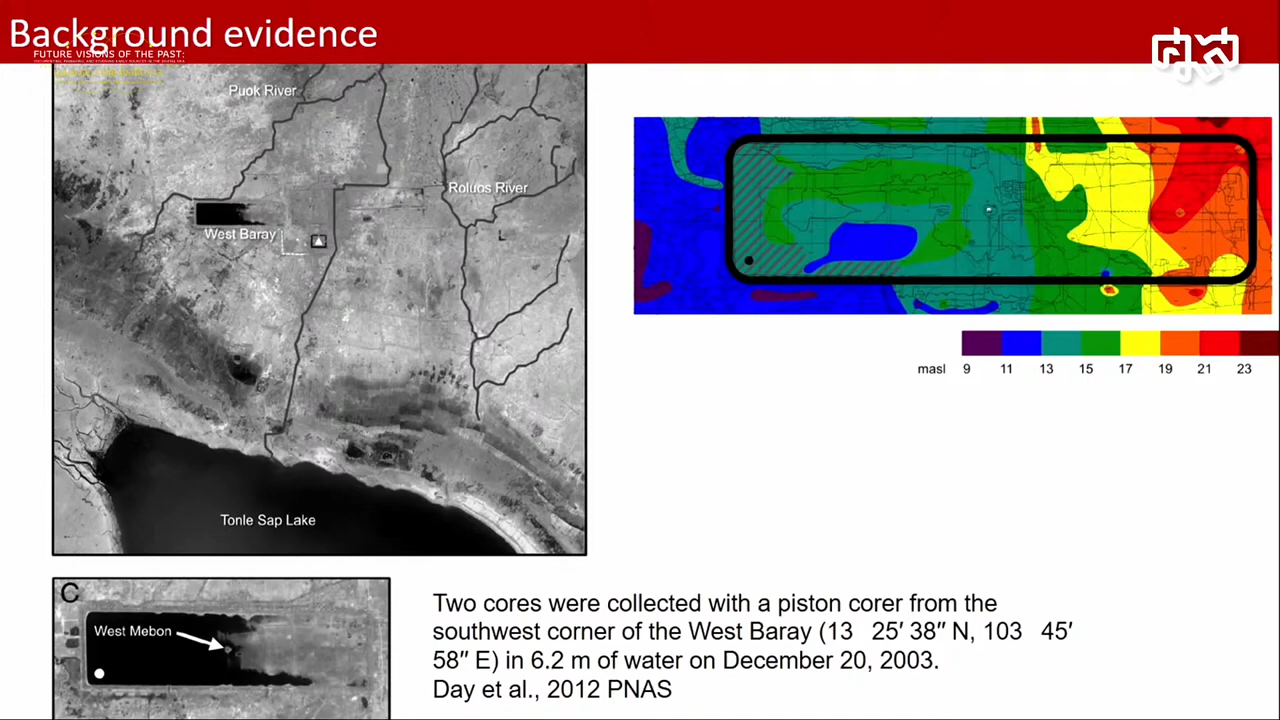 Background evidence
FUTURE VISIONS OF THE PAST:
Puok River
Roluos River
West Baray
Tonle Sap Lake
masl 9 11 13 15 17 19 21 23
C
West Mebon
Two cores were collected with a piston corer from the
southwest corner of the West Baray (13 25′ 38″ N, 103 45′
58″ E) in 6.2 m of water on December 20, 2003.
Day et al., 2012 PNAS